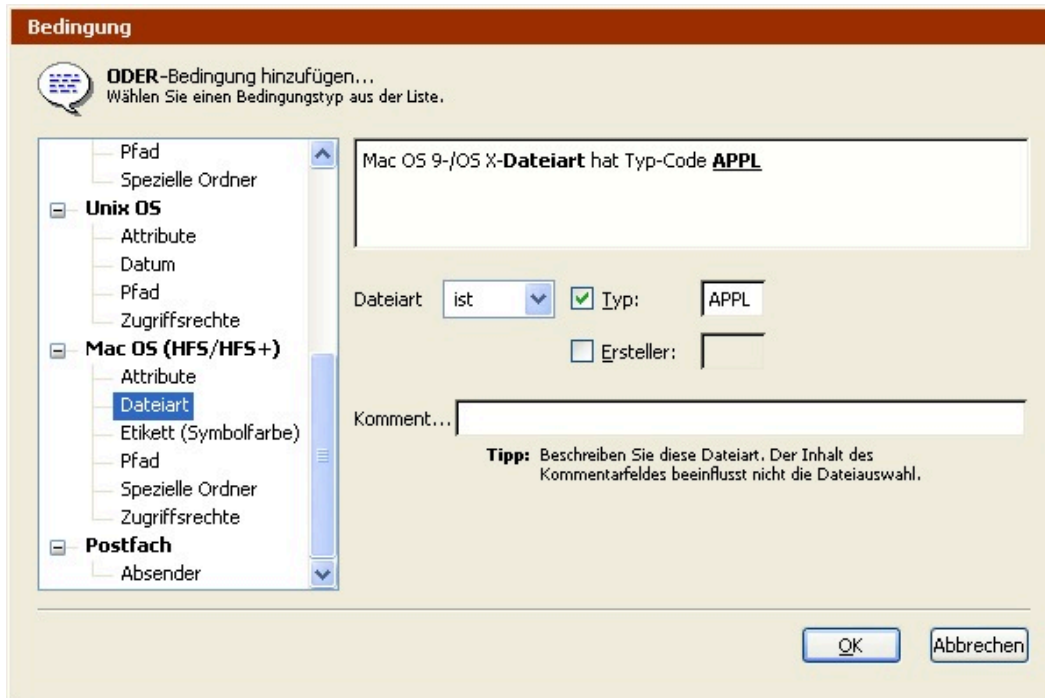 Bedingung
ODER-Bedingung hinzufügen...
Wählen Sie einen Bedingungstyp aus der Liste.
Pfad
Spezielle Ordner
Unix OS
Attribute
Datum
Pfad
Zugriffsrechte
Mac OS (HFS/HFS+)
Attribute
Dateiart
Etikett (Symbolfarbe)
Pfad
Spezielle Ordner
Zugriffsrechte
Postfach
Absender
Mac OS 9-/OS X-Dateiart hat Typ-Code APPL
Dateiart ist Typ: APPL
Ersteller:
Komment...
Tipp: Beschreiben Sie diese Dateiart. Der Inhalt des
Kommentarfeldes beeinflusst nicht die Dateiauswahl.
OK Abbrechen